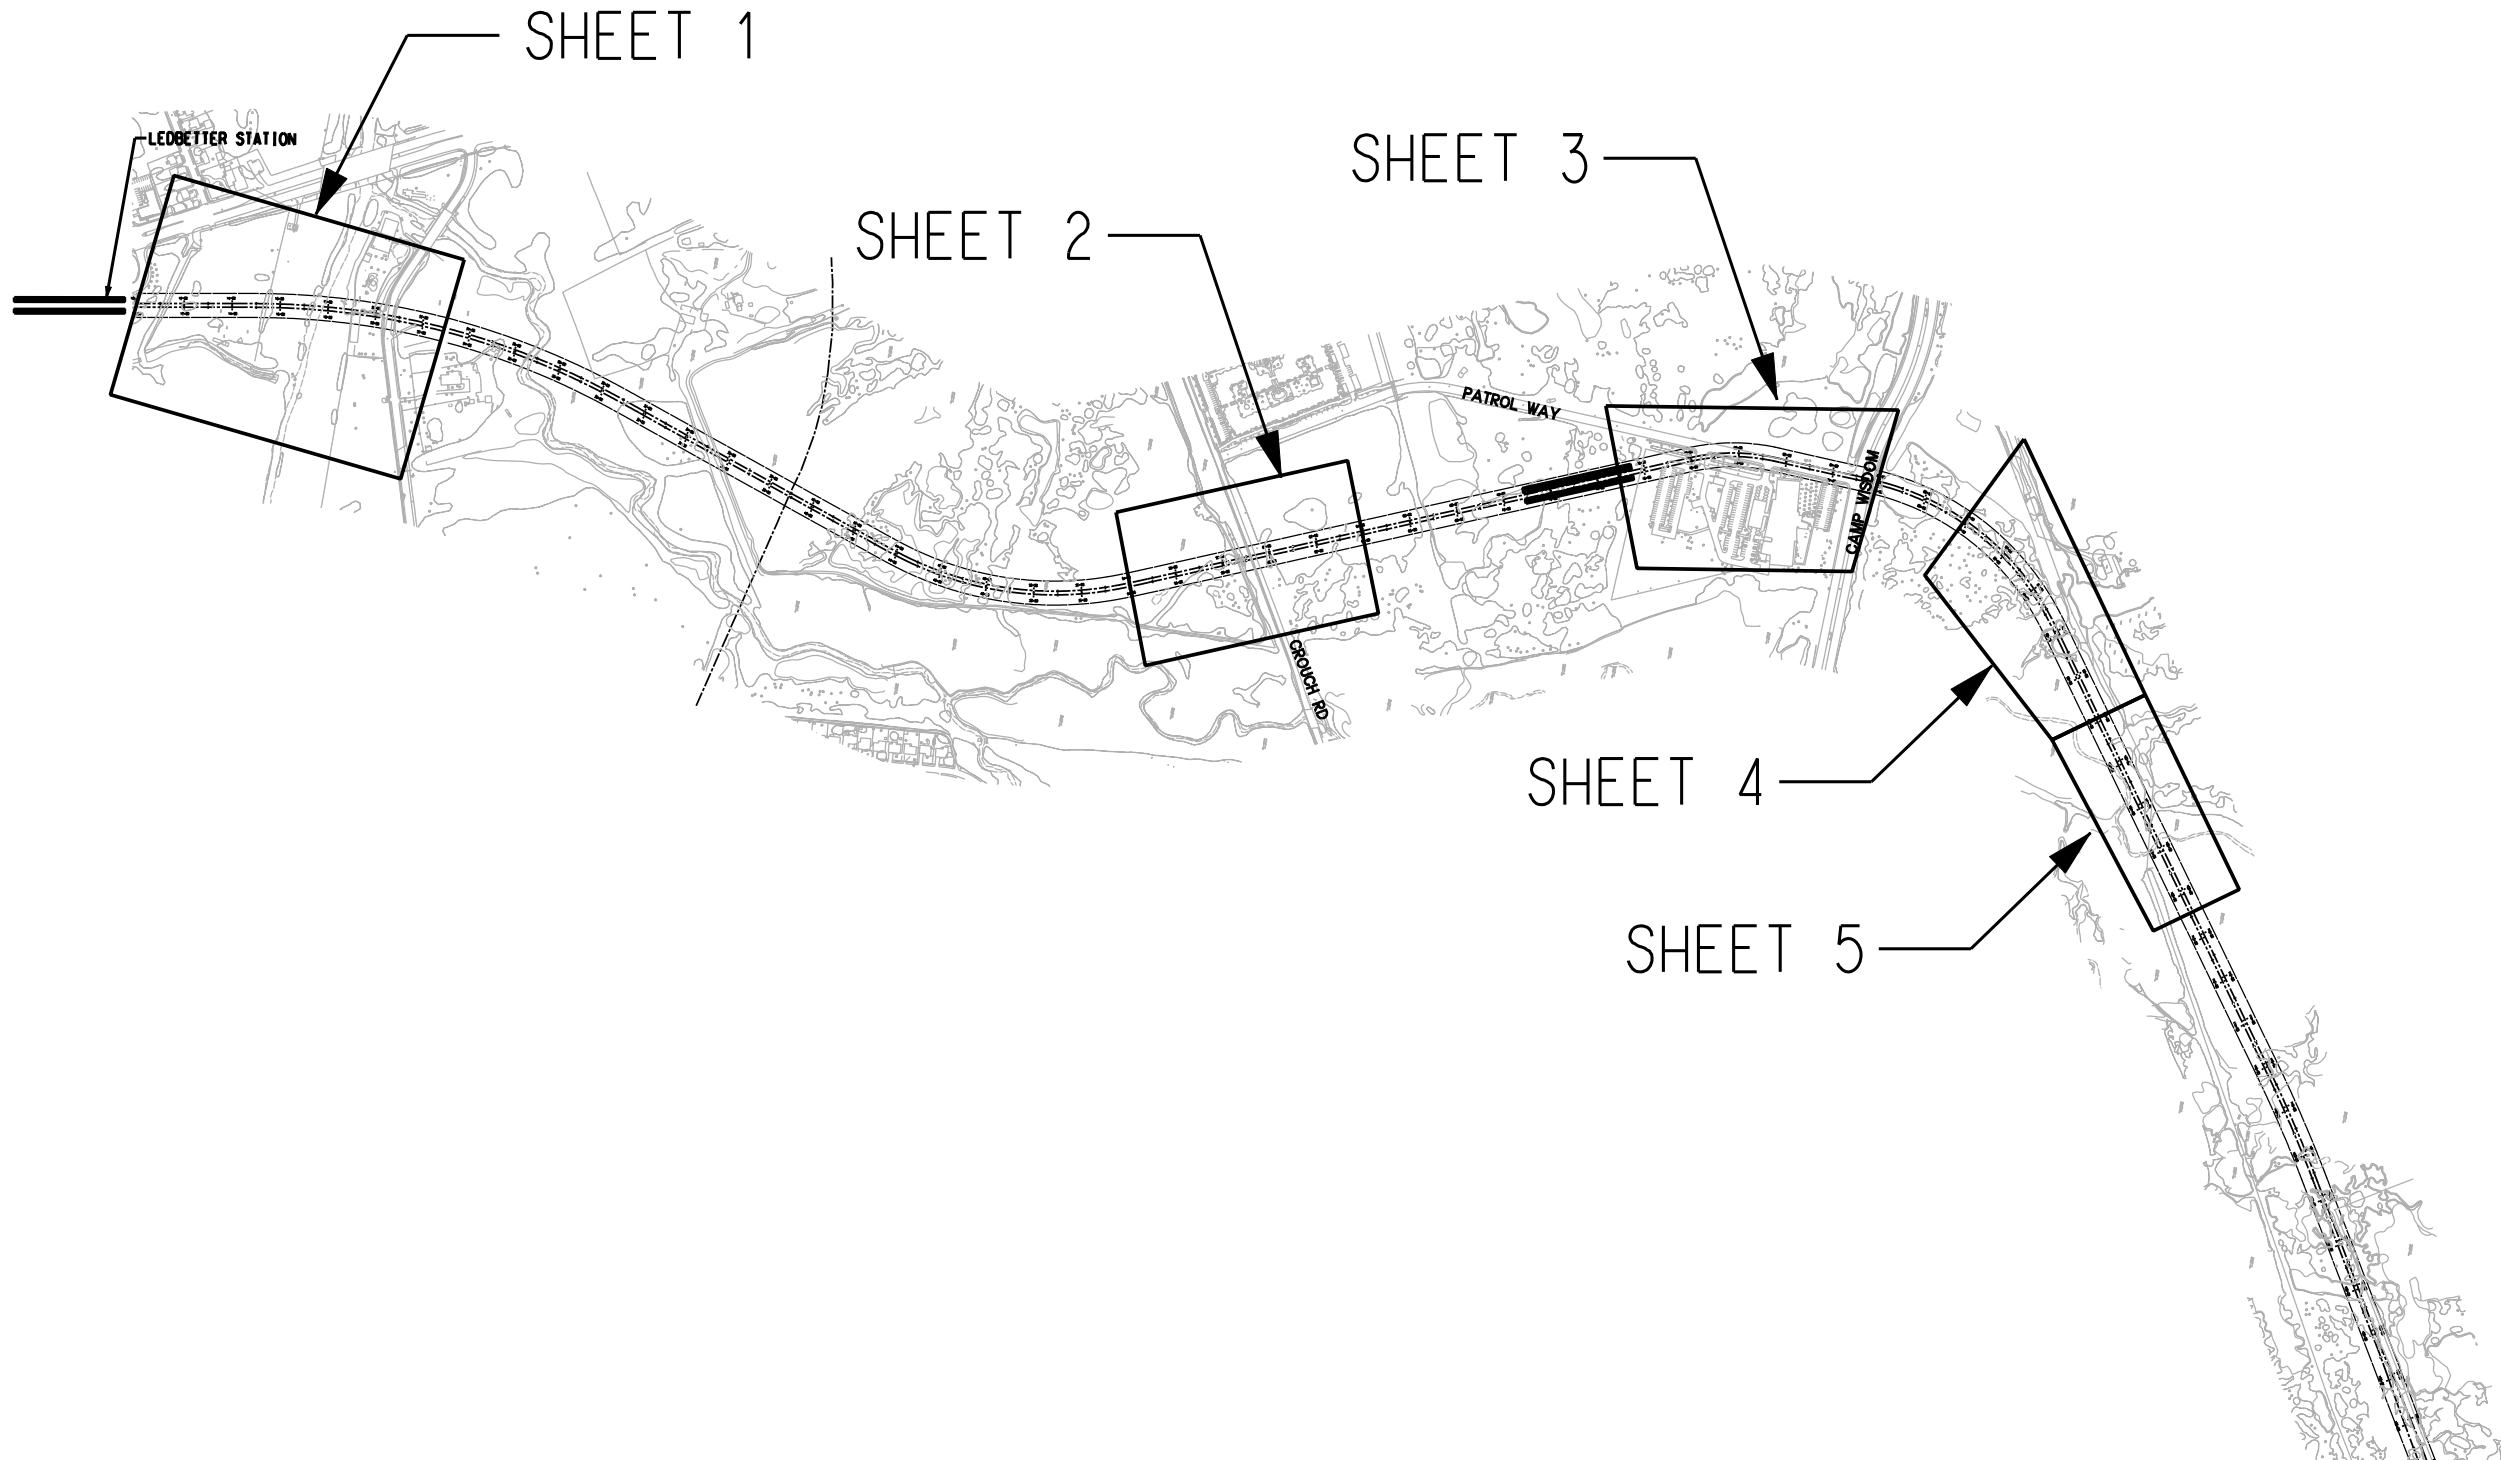 SHEET 1
LEDBETTER STATION
SHEET 3
SHEET 2
PATROL WAY
CAMP WISDOM
CROUCH RD
SHEET 4
SHEET 5